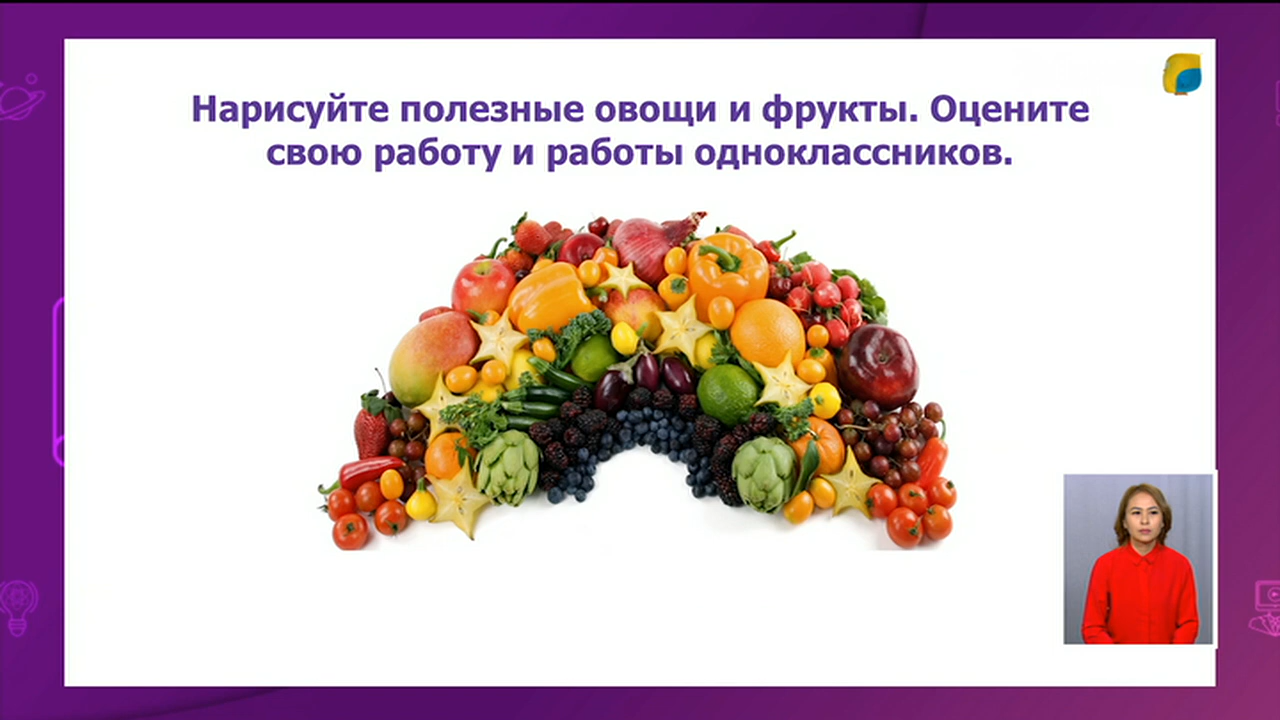 Нарисуйте полезные овощи и фрукты. Оцените
свою работу и работы одноклассников.